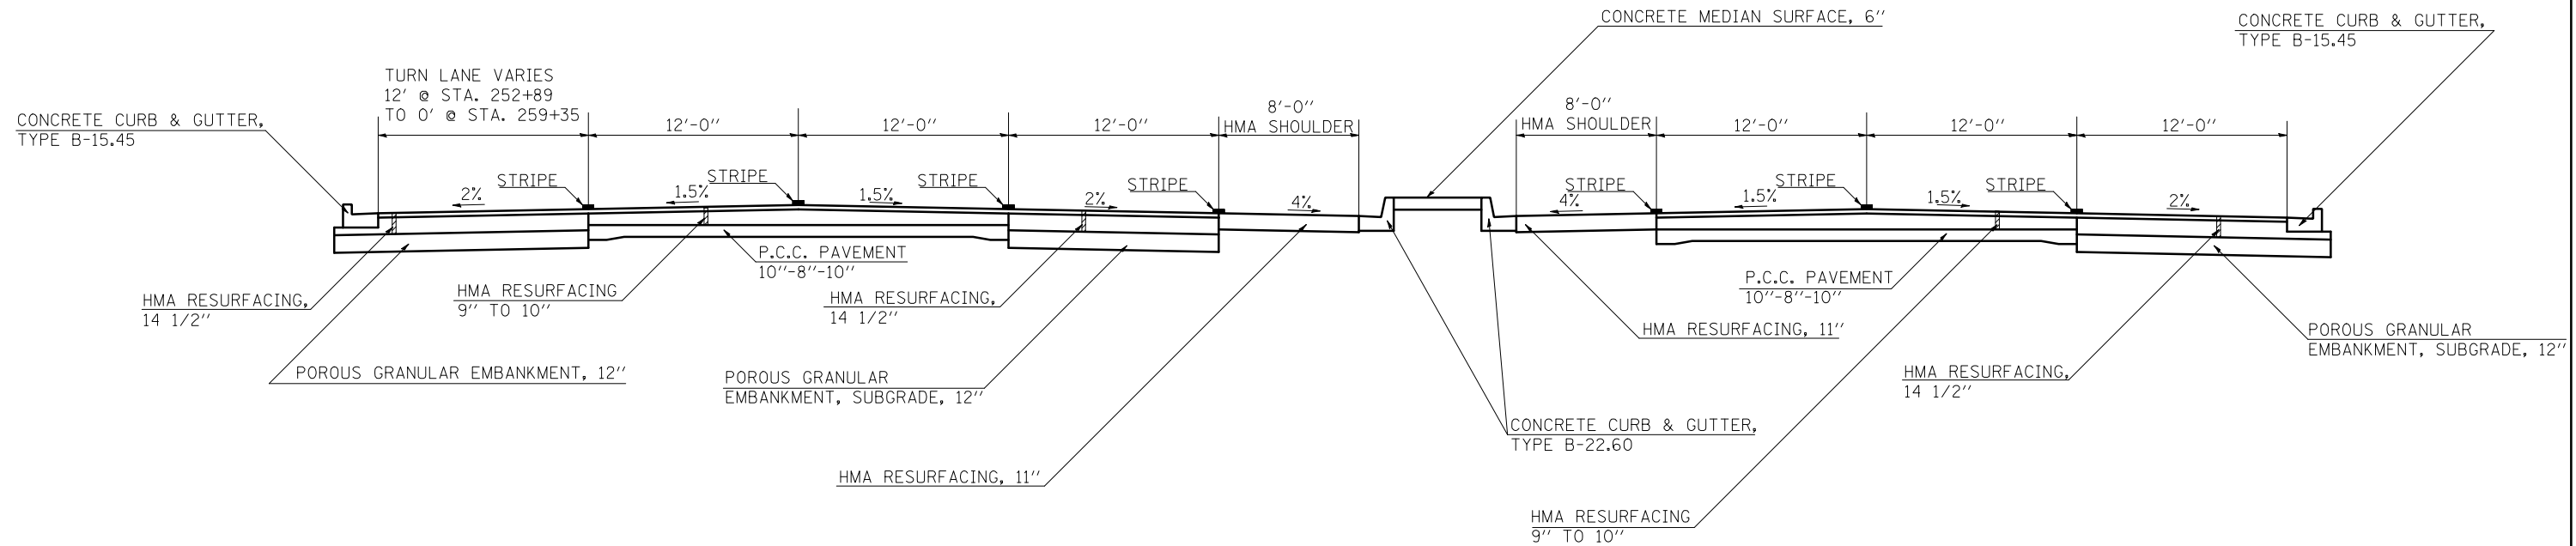 CONCRETE MEDIAN SURFACE, 6''
CONCRETE CURB & GUTTER,
TYPE B-15.45
TURN LANE VARIES
12' @ STA. 252+89
TO 0' @ STA. 259+35
CONCRETE CURB & GUTTER,
TYPE B-15.45
12'-0''
12'-0''
12'-0''
8'-0''
HMA SHOULDER
8'-0''
HMA SHOULDER
12'-0''
12'-0''
12'-0''
2%
STRIPE
1.5%
STRIPE
1.5%
STRIPE
2%
STRIPE
4%
4%
STRIPE
1.5%
STRIPE
1.5%
STRIPE
2%
P.C.C. PAVEMENT
10''-8''-10''
P.C.C. PAVEMENT
10''-8''-10''
HMA RESURFACING,
14 1/2''
HMA RESURFACING
9'' TO 10''
HMA RESURFACING,
14 1/2''
HMA RESURFACING, 11''
POROUS GRANULAR
EMBANKMENT, SUBGRADE, 12''
POROUS GRANULAR EMBANKMENT, 12''
POROUS GRANULAR
EMBANKMENT, SUBGRADE, 12''
HMA RESURFACING,
14 1/2''
CONCRETE CURB & GUTTER,
TYPE B-22.60
HMA RESURFACING, 11''
HMA RESURFACING
9'' TO 10''